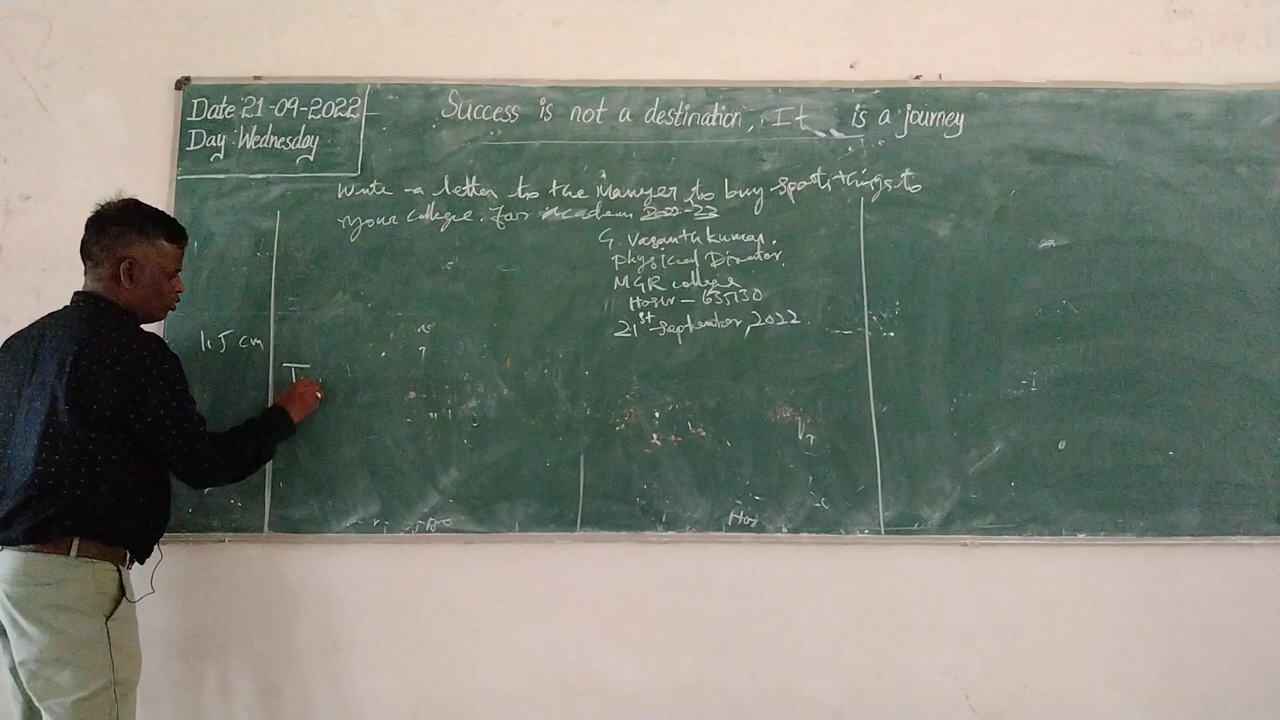 Date:21-09-2022
Day:Wednesday
Success is not a destination, It is a journey
Write a letter to the Manager to buy sports things to
your college. for academ 2022-23
G. Vasanthkumar.
Physical Director,
MGR college
Hosur - 635130
21st September, 2022
1.5 cm
T
Hos